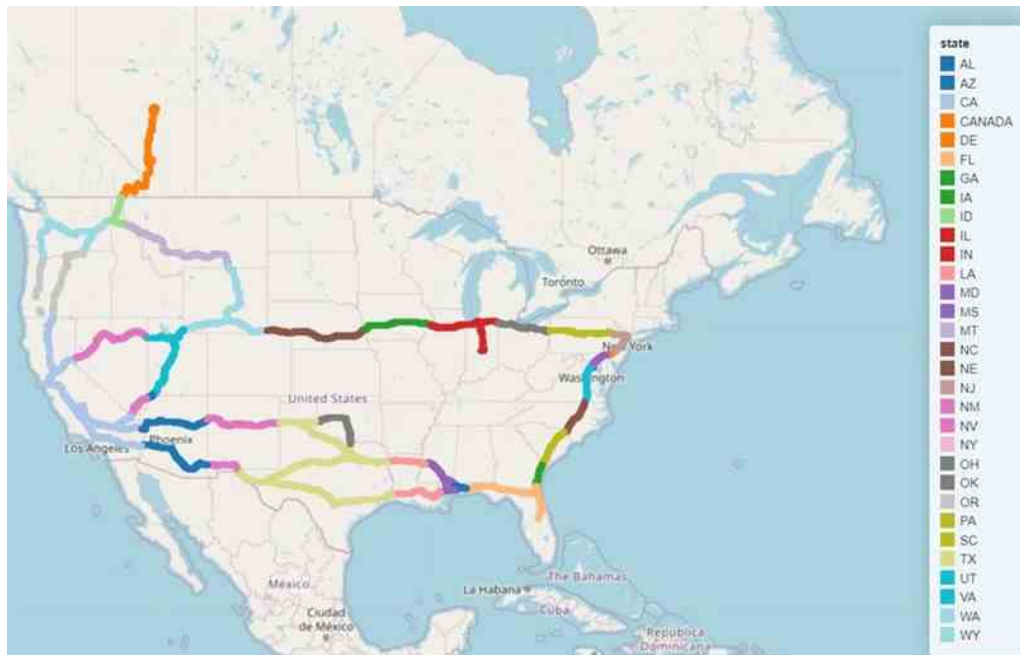 Ottawa
Toronto
New York
Washington
United States
Phoenix
Los Angeles
México
Ciudad
de México
La Habana
The Bahamas
Cuba
Republica
Dominicana
state
AL
AZ
CA
CANADA
DE
FL
GA
IA
ID
IL
IN
LA
MD
MS
MT
NC
NE
NJ
NM
NV
NY
OH
OK
OR
PA
SC
TX
UT
VA
WA
WY